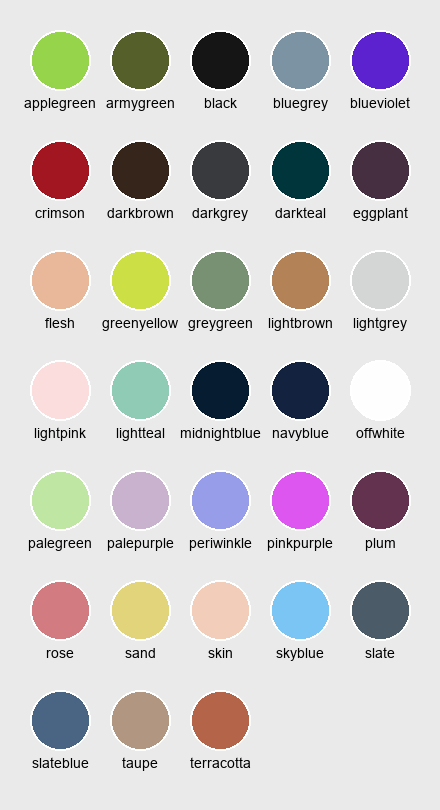 applegreen armygreen black bluegrey blueviolet
crimson darkbrown darkgrey darkteal eggplant
flesh greenyellow greygreen lightbrown lightgrey
lightpink lightteal midnightblue navyblue offwhite
palegreen palepurple periwinkle pinkpurple plum
rose sand skin skyblue slate
slateblue taupe terracotta